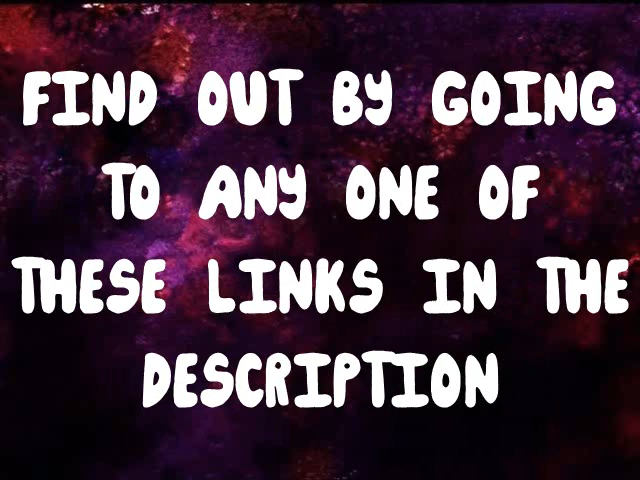 FIND OUT BY GOING
TO ANY ONE OF
THESE LINKS IN THE
DESCRIPTION